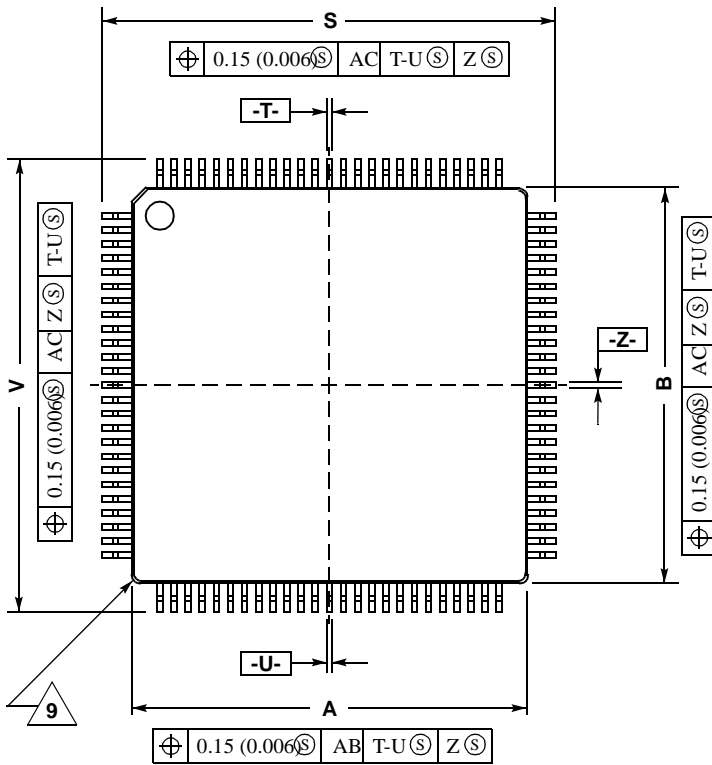 S
⌖ 0.15 (0.006) Ⓢ AC T-U Ⓢ Z Ⓢ
-T-
⌖ 0.15 (0.006) Ⓢ AC Z Ⓢ T-U Ⓢ
V
-Z-
B
⌖ 0.15 (0.006) Ⓢ AC Z Ⓢ T-U Ⓢ
-U-
9
A
⌖ 0.15 (0.006) Ⓢ AB T-U Ⓢ Z Ⓢ